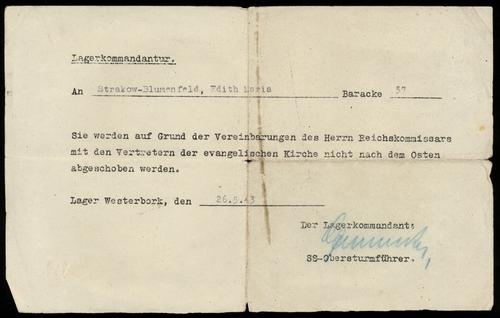 Lagerkommandantur.
An Strakow-Blumenfeld, Edith Maria Baracke 57
Sie werden auf Grund der Vereinbarungen des Herrn Reichskommissars
mit den Vertretern der evangelischen Kirche nicht nach dem Osten
abgeschoben werden.
Lager Westerbork, den 26.5.43
Der Lagerkommandant:
SS-Obersturmführer.